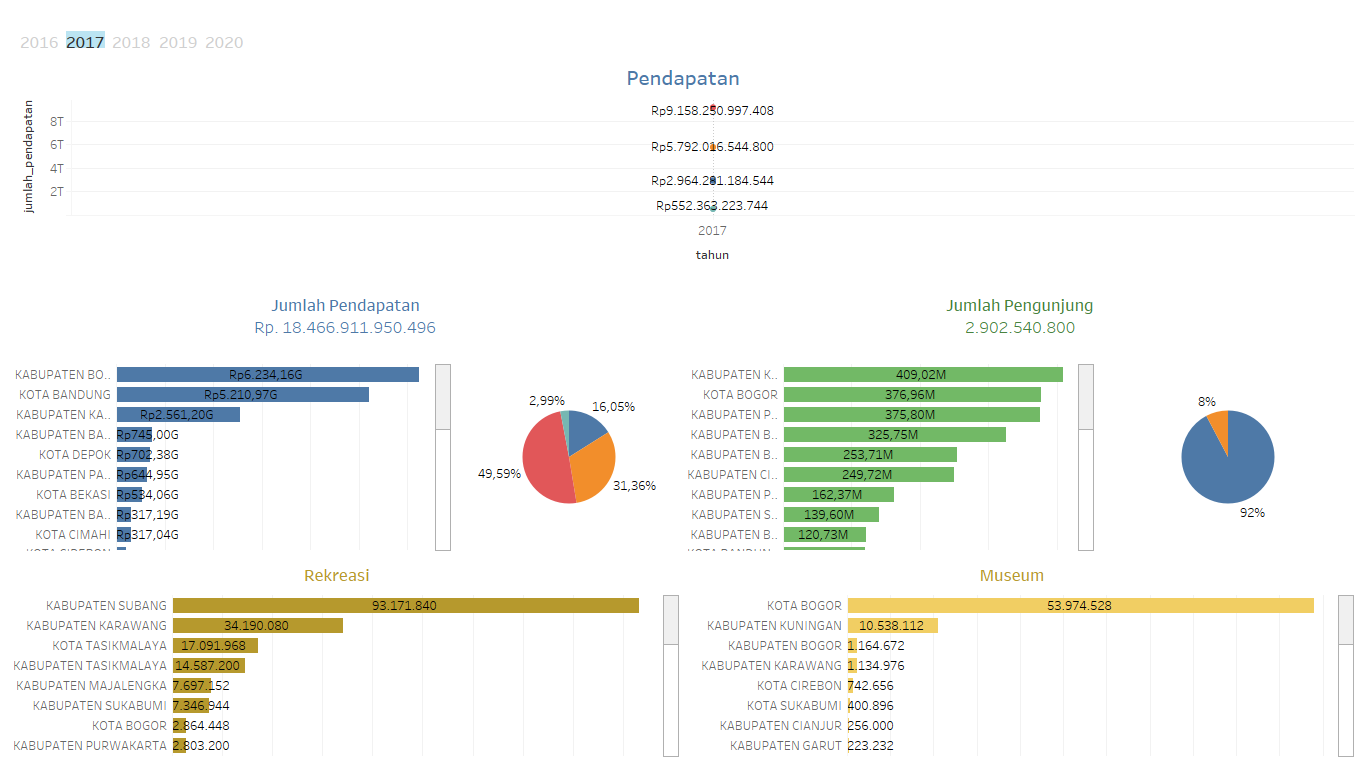 2016 2017 2018 2019 2020
Pendapatan
jumlah_pendapatan
8T
6T
4T
2T
Rp9.158.250.997.408
Rp5.792.016.544.800
Rp2.964.281.184.544
Rp552.363.223.744
2017
tahun
Jumlah Pendapatan
Rp. 18.466.911.950.496
KABUPATEN BO.. Rp6.234,16G
KOTA BANDUNG Rp5.210,97G
KABUPATEN KA.. Rp2.561,20G
KABUPATEN BA.. Rp745,00G
KOTA DEPOK Rp702,38G
KABUPATEN PA.. Rp644,95G
KOTA BEKASI Rp534,06G
KABUPATEN BA.. Rp317,19G
KOTA CIMAHI Rp317,04G
KOTA CIREBON
2,99%
16,05%
49,59%
31,36%
Jumlah Pengunjung
2.902.540.800
KABUPATEN K.. 409,02M
KOTA BOGOR 376,96M
KABUPATEN P.. 375,80M
KABUPATEN B.. 325,75M
KABUPATEN B.. 253,71M
KABUPATEN CI.. 249,72M
KABUPATEN P.. 162,37M
KABUPATEN S.. 139,60M
KABUPATEN B.. 120,73M
KOTA BANDUN..
8%
92%
Rekreasi
KABUPATEN SUBANG 93.171.840
KABUPATEN KARAWANG 34.190.080
KOTA TASIKMALAYA 17.091.968
KABUPATEN TASIKMALAYA 14.587.200
KABUPATEN MAJALENGKA 7.697.152
KABUPATEN SUKABUMI 7.346.944
KOTA BOGOR 2.864.448
KABUPATEN PURWAKARTA 2.803.200
Museum
KOTA BOGOR 53.974.528
KABUPATEN KUNINGAN 10.538.112
KABUPATEN BOGOR 1.164.672
KABUPATEN KARAWANG 1.134.976
KOTA CIREBON 742.656
KOTA SUKABUMI 400.896
KABUPATEN CIANJUR 256.000
KABUPATEN GARUT 223.232